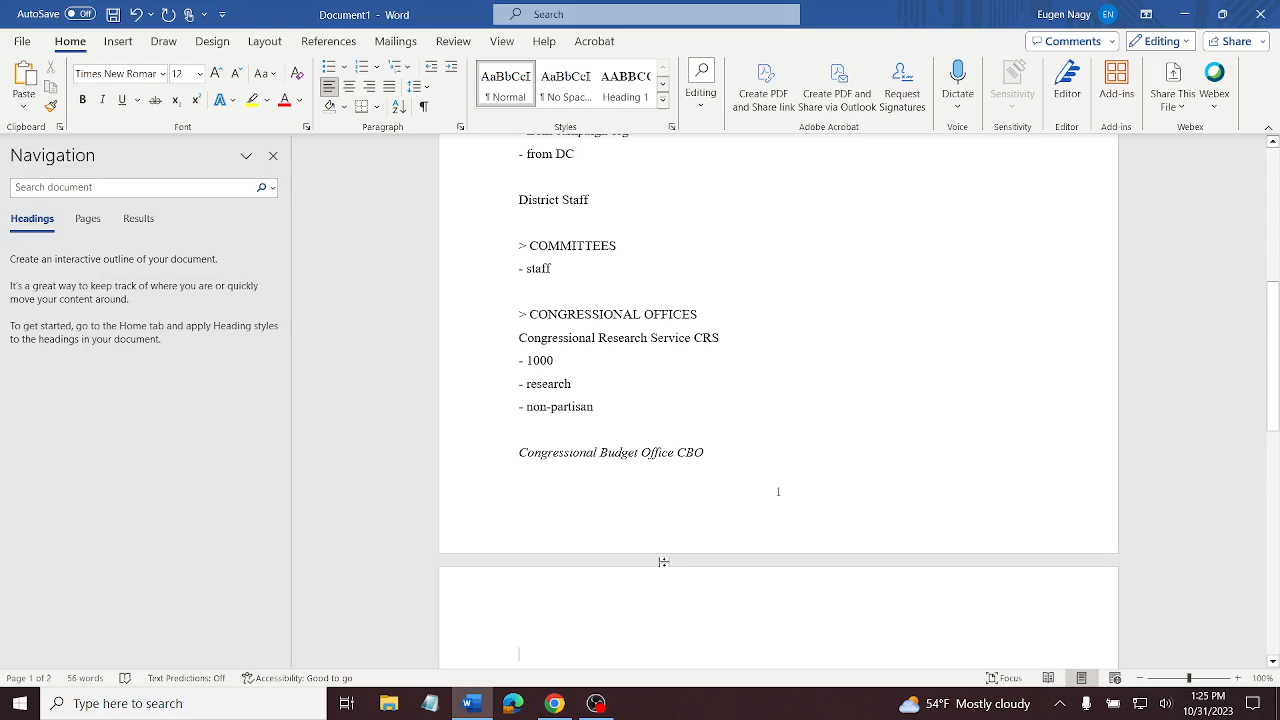 AutoSave Off Document1 - Word Search Eugen Nagy EN
File Home Insert Draw Design Layout References Mailings Review View Help Acrobat Comments Editing Share
Times New Roman 12 Aa AaBbCcI AaBbCcI AABBC
Paste B I U ab x₂ x² A A ¶ Normal ¶ No Spac... Heading 1 Editing Create PDF and Share link Create PDF and Share via Outlook Request Signatures Dictate Sensitivity Editor Add-ins Share This File Webex
Clipboard Font Paragraph Styles Adobe Acrobat Voice Sensitivity Editor Add-ins Webex
Navigation
Search document
Headings Pages Results
Create an interactive outline of your document.
It's a great way to keep track of where you are or quickly
move your content around.
To get started, go to the Home tab and apply Heading styles
to the headings in your document.
- from DC
District Staff
> COMMITTEES
- staff
> CONGRESSIONAL OFFICES
Congressional Research Service CRS
- 1000
- research
- non-partisan
Congressional Budget Office CBO
1
Page 1 of 2 56 words Text Predictions: Off Accessibility: Good to go Focus 100%
Type here to search 54°F Mostly cloudy 1:25 PM
10/31/2023